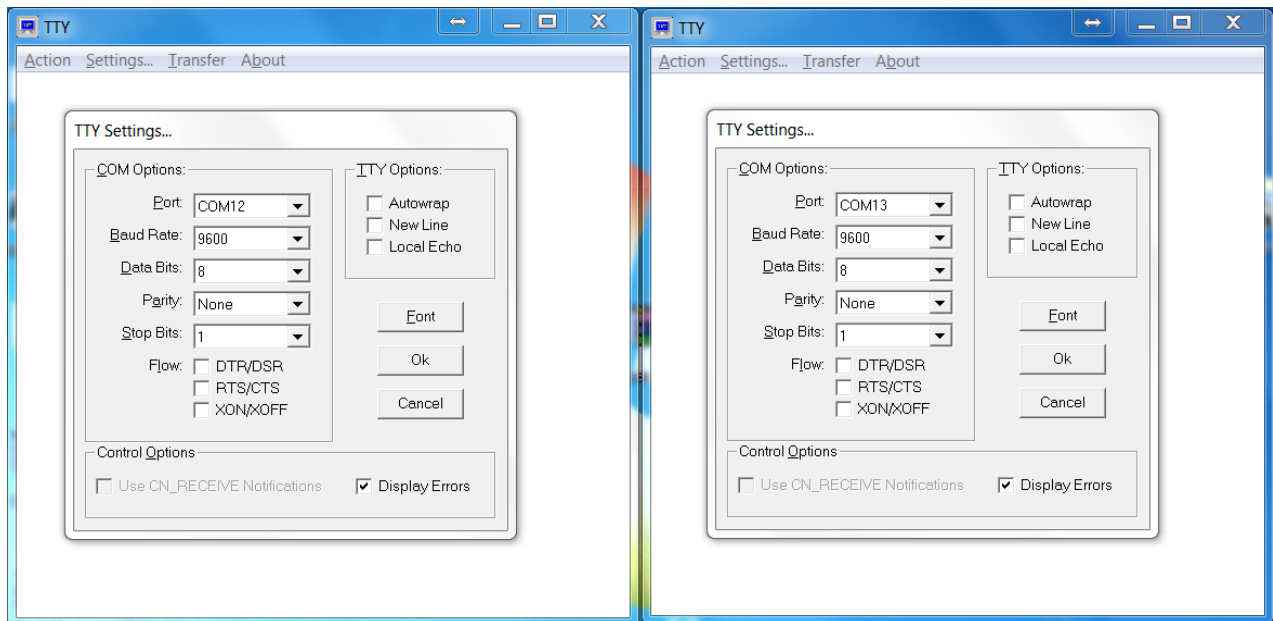 TTY
Action Settings... Transfer About
TTY Settings...
COM Options:
Port: COM12
Baud Rate: 9600
Data Bits: 8
Parity: None
Stop Bits: 1
Flow: DTR/DSR
RTS/CTS
XON/XOFF
TTY Options:
Autowrap
New Line
Local Echo
Font
Ok
Cancel
Control Options
Use CN_RECEIVE Notifications Display Errors
TTY
Action Settings... Transfer About
TTY Settings...
COM Options:
Port: COM13
Baud Rate: 9600
Data Bits: 8
Parity: None
Stop Bits: 1
Flow: DTR/DSR
RTS/CTS
XON/XOFF
TTY Options:
Autowrap
New Line
Local Echo
Font
Ok
Cancel
Control Options
Use CN_RECEIVE Notifications Display Errors